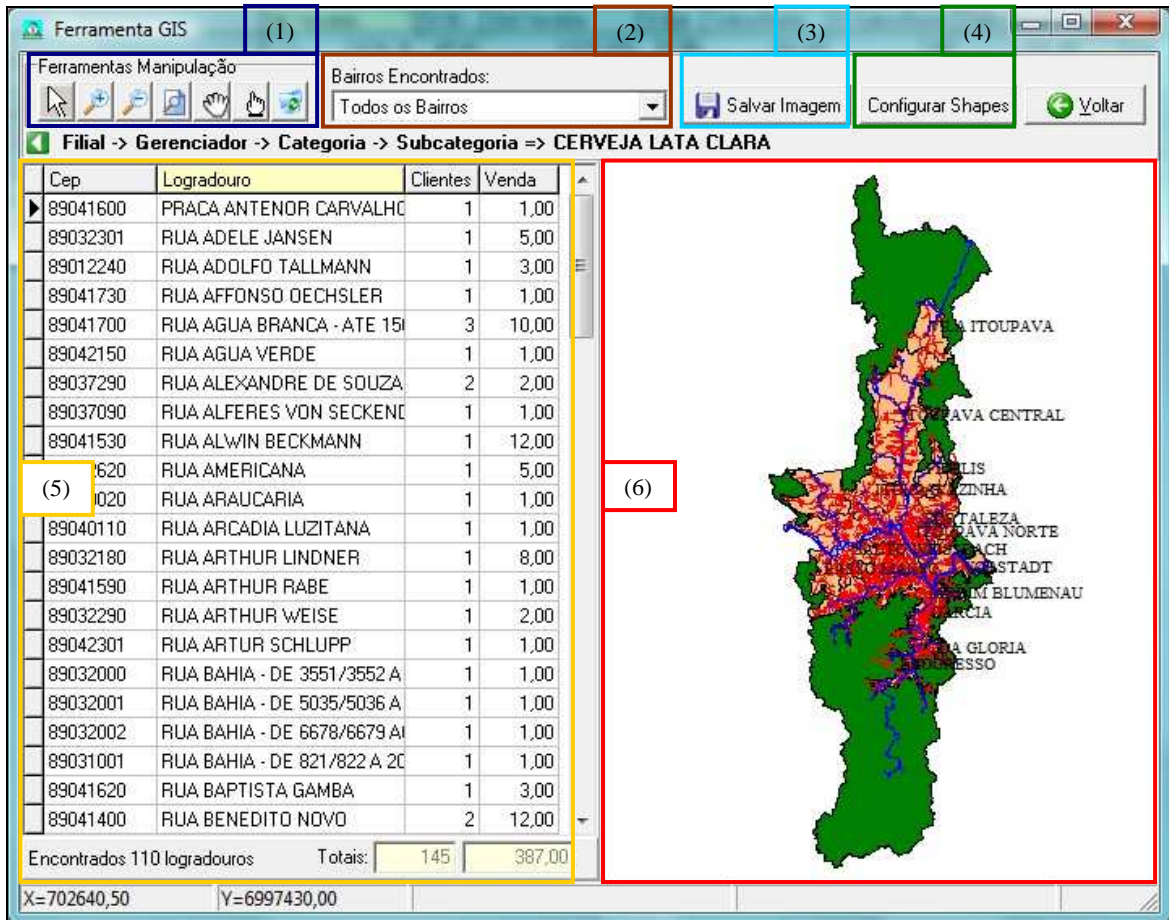 Ferramenta GIS
(1)
(2)
(3)
(4)
Ferramentas Manipulação
Bairros Encontrados:
Todos os Bairros
Salvar Imagem
Configurar Shapes
Voltar
Filial -> Gerenciador -> Categoria -> Subcategoria => CERVEJA LATA CLARA
Cep Logradouro Clientes Venda
89041600 PRACA ANTENOR CARVALHO 1 1,00
89032301 RUA ADELE JANSEN 1 5,00
89012240 RUA ADOLFO TALLMANN 1 3,00
89041730 RUA AFFONSO OECHSLER 1 1,00
89041700 RUA AGUA BRANCA - ATE 150 3 10,00
89042150 RUA AGUA VERDE 1 1,00
89037290 RUA ALEXANDRE DE SOUZA 2 2,00
89037090 RUA ALFERES VON SECKEND 1 1,00
89041530 RUA ALWIN BECKMANN 1 12,00
2620 RUA AMERICANA 1 5,00
0020 RUA ARAUCARIA 1 1,00
89040110 RUA ARCADIA LUZITANA 1 1,00
89032180 RUA ARTHUR LINDNER 1 8,00
89041590 RUA ARTHUR RABE 1 1,00
89032290 RUA ARTHUR WEISE 1 2,00
89042301 RUA ARTUR SCHLUPP 1 1,00
89032000 RUA BAHIA - DE 3551/3552 A 1 1,00
89032001 RUA BAHIA - DE 5035/5036 A 1 1,00
89032002 RUA BAHIA - DE 6678/6679 A 1 1,00
89031001 RUA BAHIA - DE 821/822 A 20 1 1,00
89041620 RUA BAPTISTA GAMBA 1 3,00
89041400 RUA BENEDITO NOVO 2 12,00
(5)
Encontrados 110 logradouros Totais: 145 387,00
(6)
ITOUPAVA
CENTRAL
NORTE
BLUMENAU
DA GLORIA
X=702640,50 Y=6997430,00